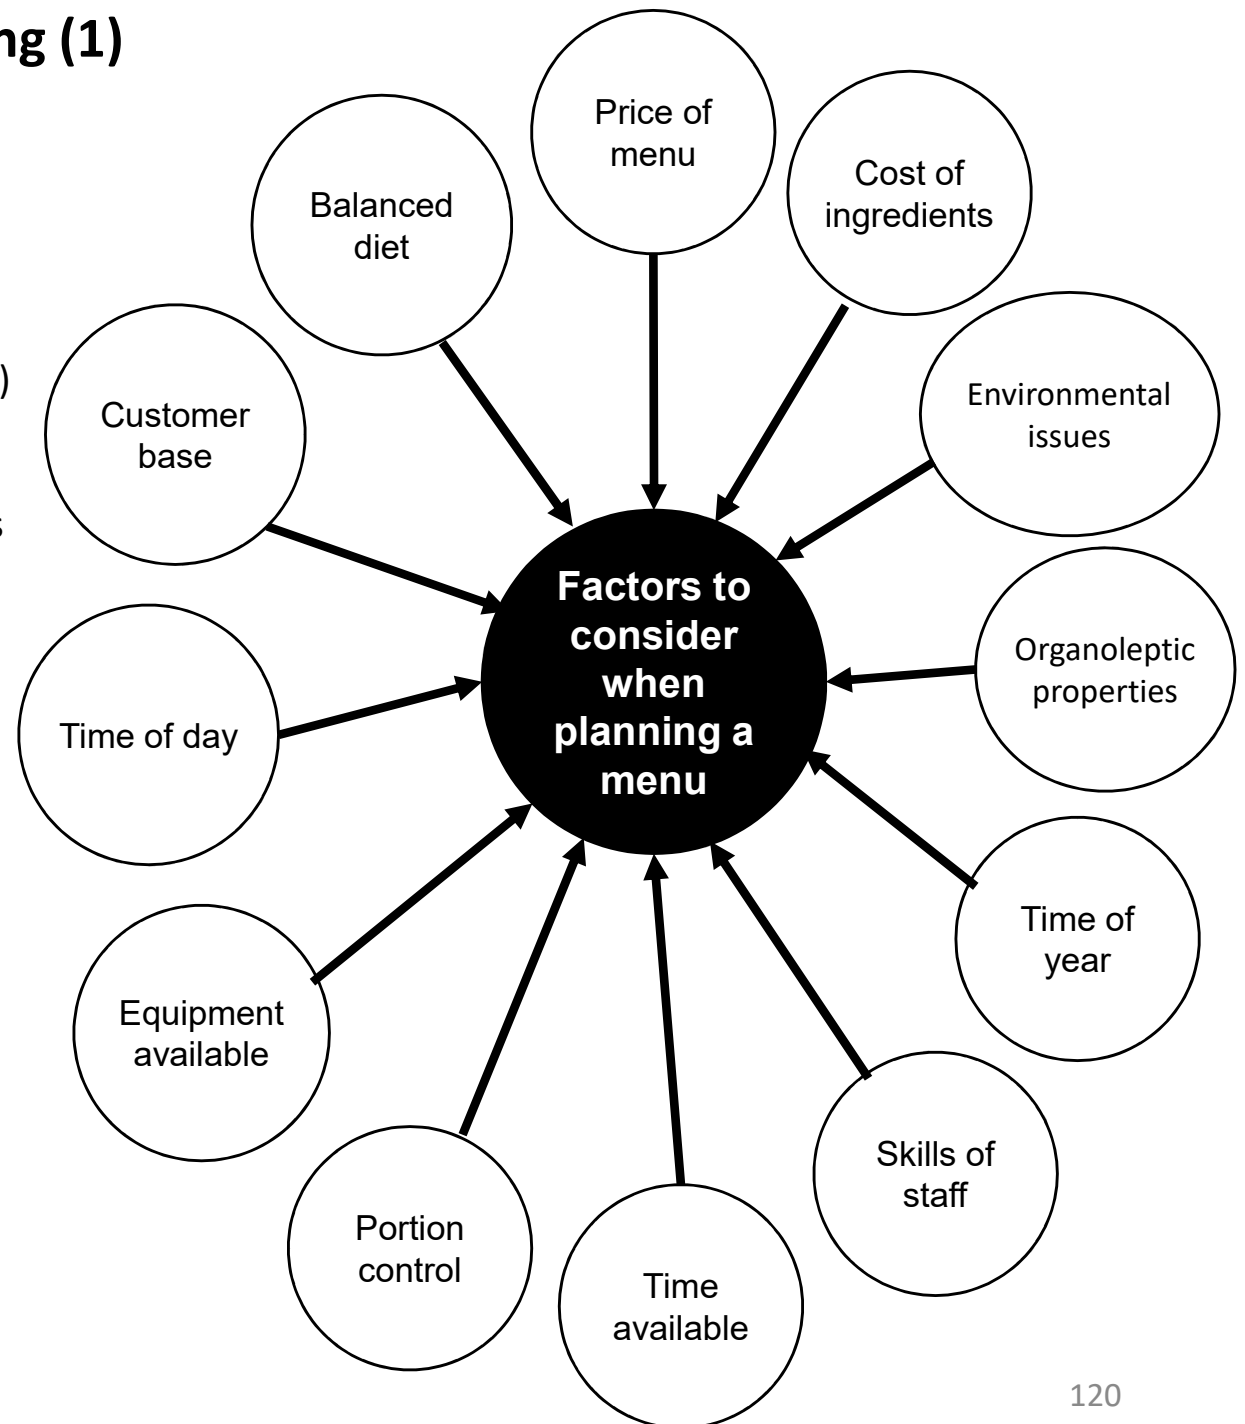 ng (1)
Price of
menu
Cost of
ingredients
Balanced
diet
Environmental
issues
)
Customer
base
s
Factors to
consider
when
planning a
menu
Organoleptic
properties
Time of day
Time of
year
Equipment
available
Skills of
staff
Portion
control
Time
available
120